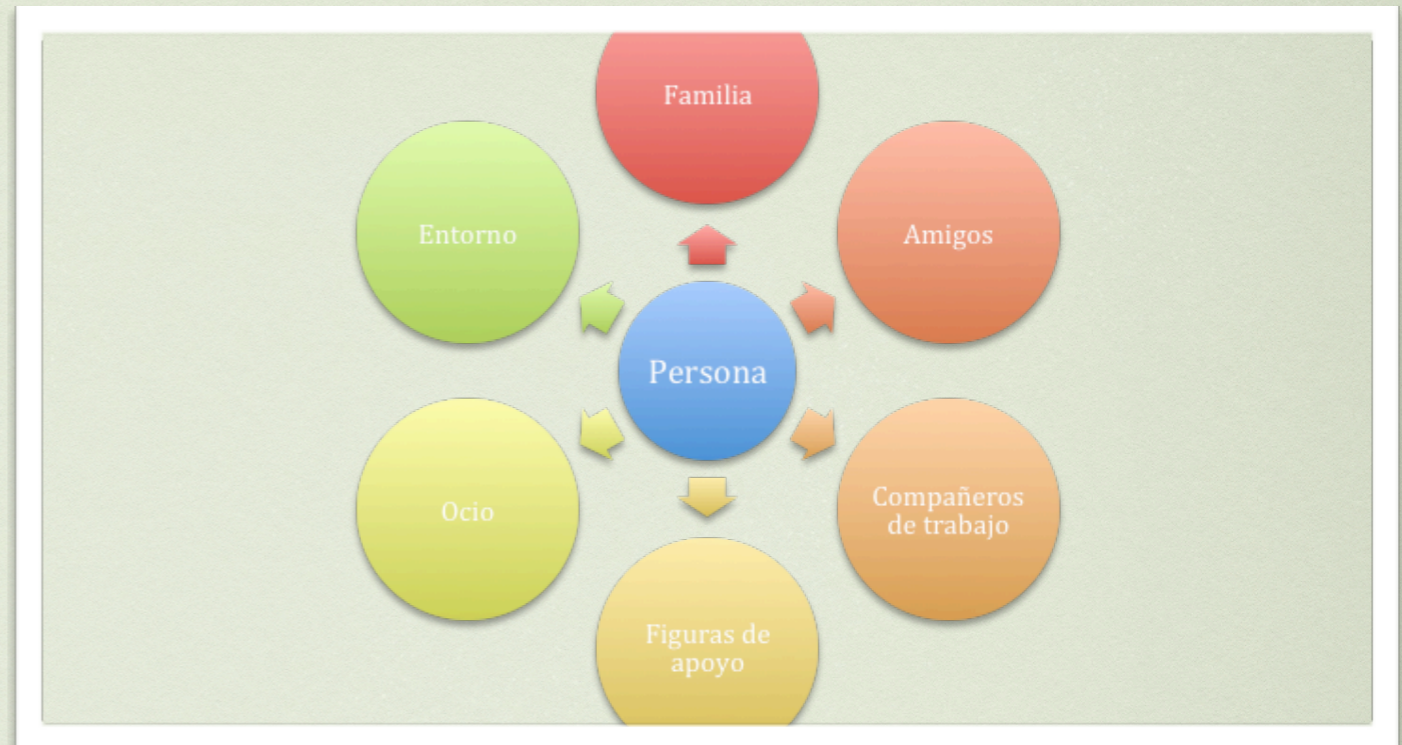 Familia
Amigos
Compañeros
de trabajo
Figuras de
apoyo
Ocio
Entorno
Persona